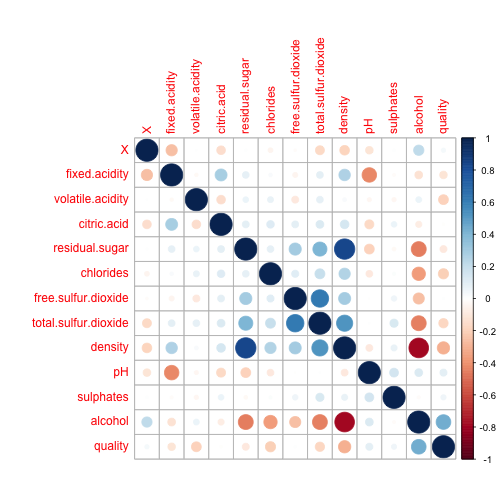 X
fixed.acidity
volatile.acidity
citric.acid
residual.sugar
chlorides
free.sulfur.dioxide
total.sulfur.dioxide
density
pH
sulphates
alcohol
quality
X
fixed.acidity
volatile.acidity
citric.acid
residual.sugar
chlorides
free.sulfur.dioxide
total.sulfur.dioxide
density
pH
sulphates
alcohol
quality
1
0.8
0.6
0.4
0.2
0
-0.2
-0.4
-0.6
-0.8
-1